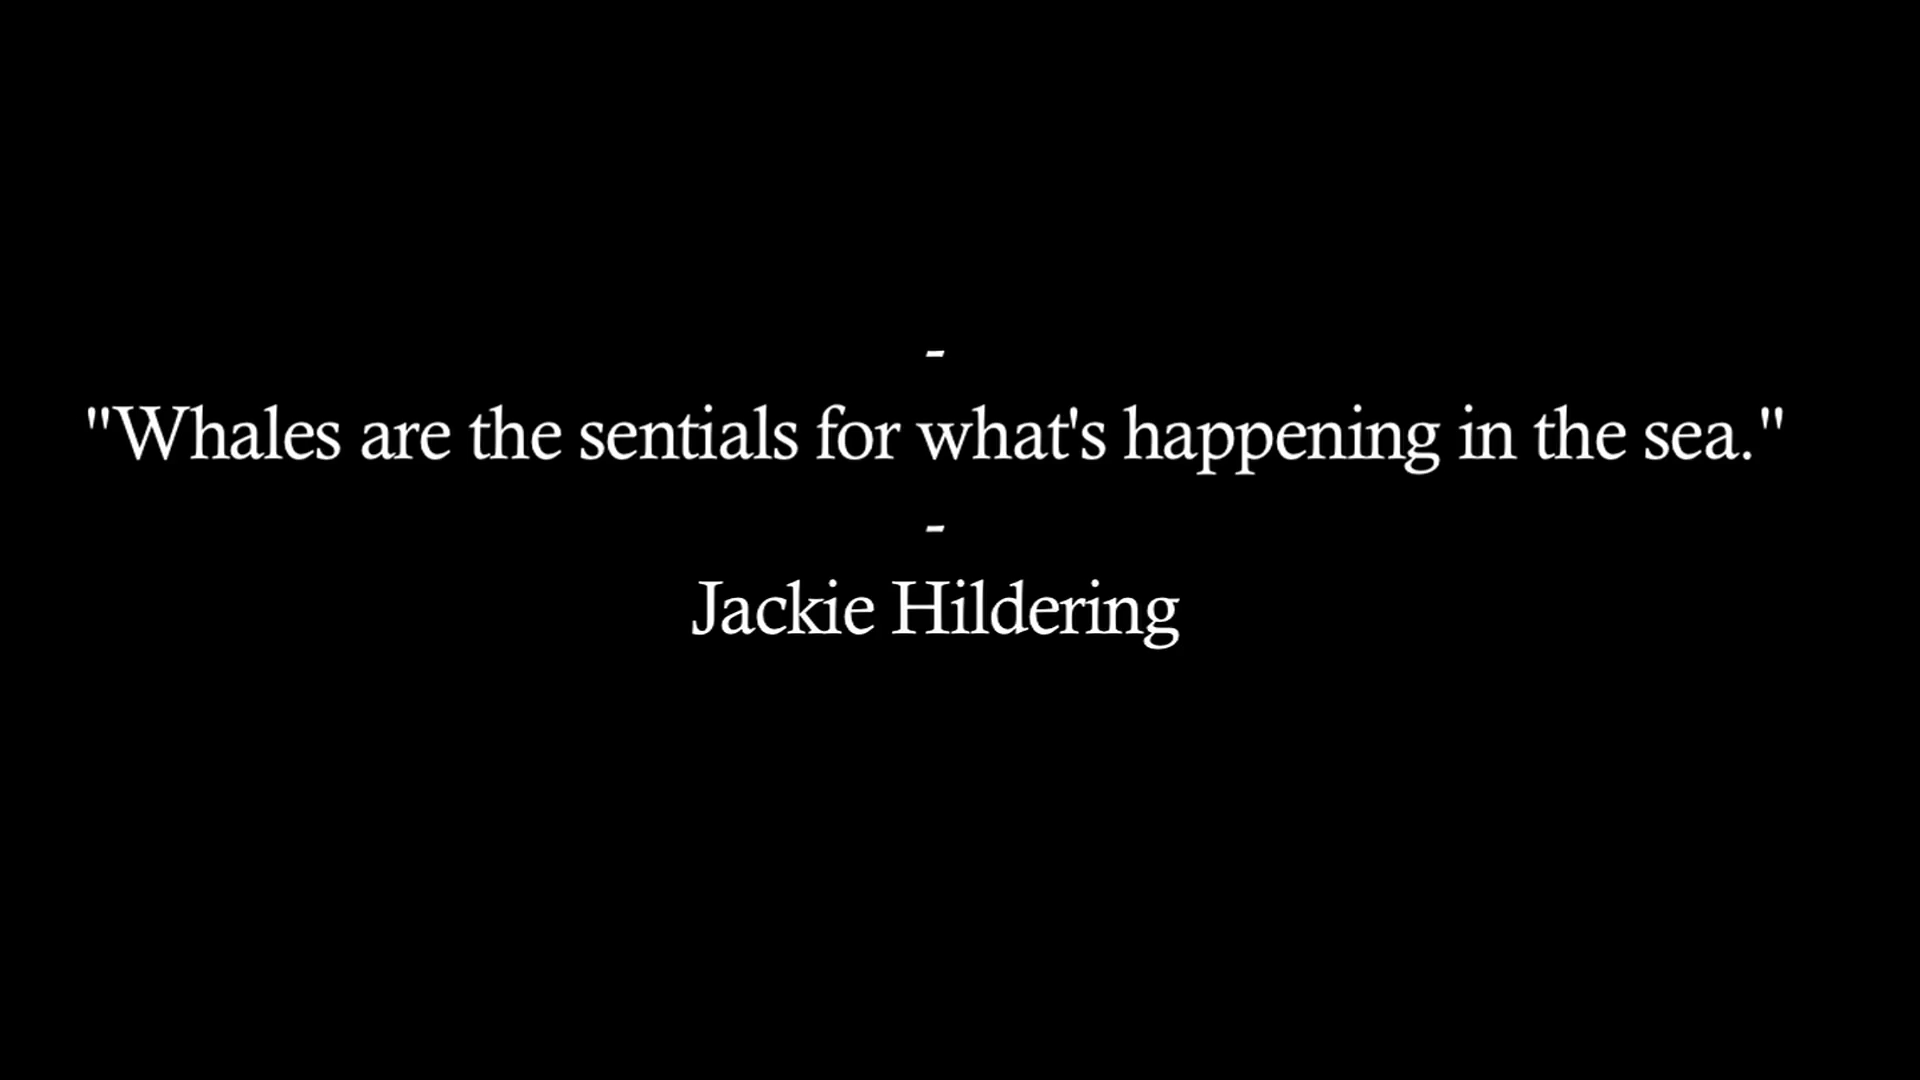 -
"Whales are the sentials for what's happening in the sea."
-
Jackie Hildering